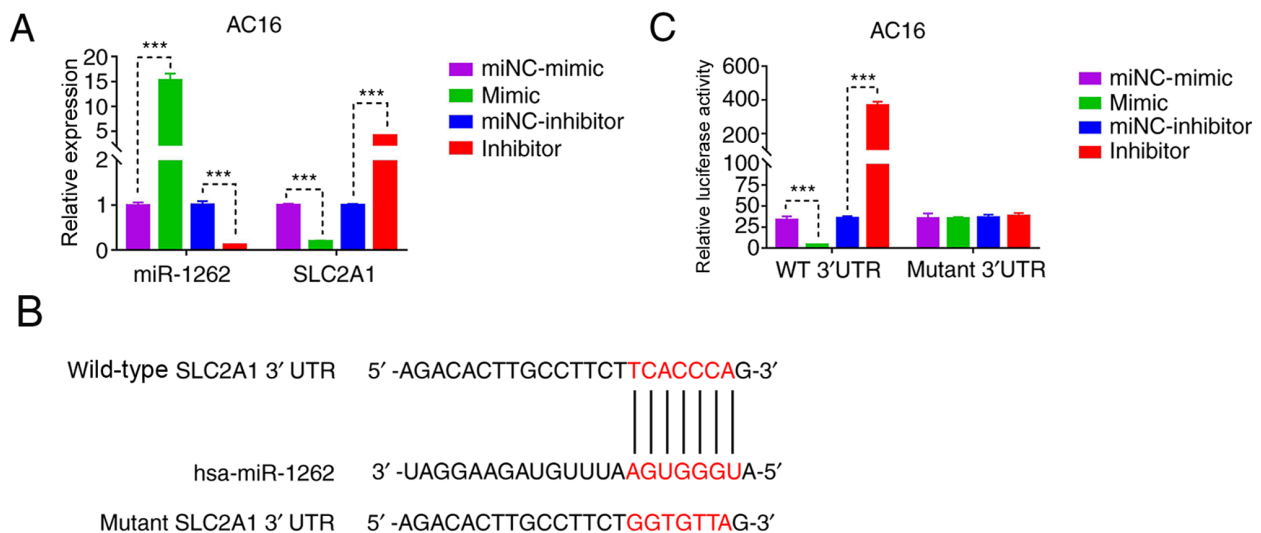 A
AC16
Relative expression
20
15
10
5
2
1
0
***
***
***
***
miR-1262
SLC2A1
miNC-mimic
Mimic
miNC-inhibitor
Inhibitor
C
AC16
Relative luciferase activity
600
400
200
100
75
50
25
0
***
***
WT 3′UTR
Mutant 3′UTR
miNC-mimic
Mimic
miNC-inhibitor
Inhibitor
B
Wild-type SLC2A1 3′ UTR 5′ -AGACACTTGCCTTCTTCACCCAG-3′
hsa-miR-1262 3′ -UAGGAAGAUGUUUAAGUGGGUA-5′
Mutant SLC2A1 3′ UTR 5′ -AGACACTTGCCTTCTGGTGTTAG-3′